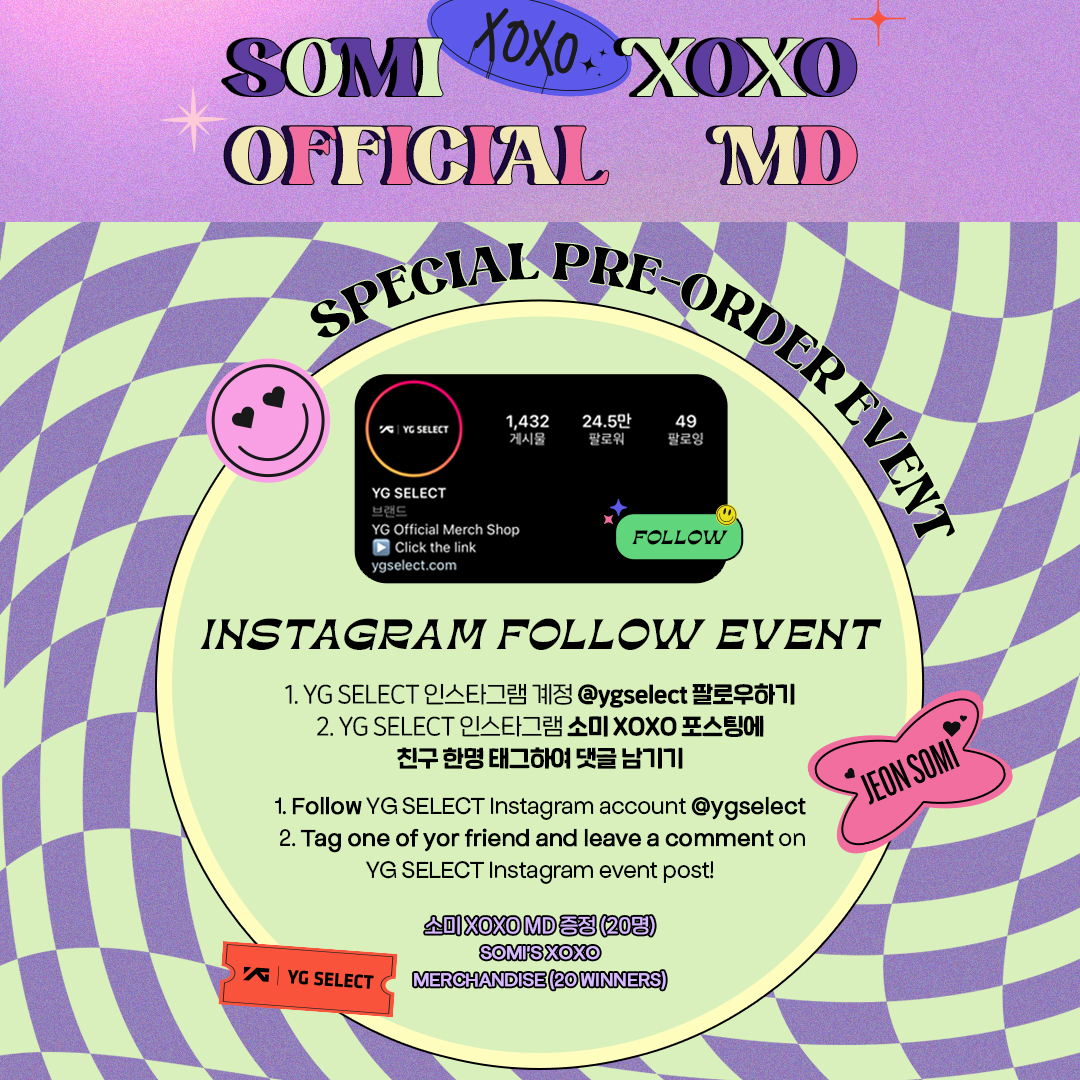 XOXO
SOMI XOXO
OFFICIAL MD
SPECIAL PRE-ORDER EVENT
YG | YG SELECT
1,432 24.5만 49
게시물 팔로워 팔로잉
YG SELECT
브랜드
YG Official Merch Shop
▶️ Click the link
ygselect.com
FOLLOW
INSTAGRAM FOLLOW EVENT
1. YG SELECT 인스타그램 계정 @ygselect 팔로우하기
2. YG SELECT 인스타그램 소미 XOXO 포스팅에
친구 한명 태그하여 댓글 남기기
JEON SOMI
1. Follow YG SELECT Instagram account @ygselect
2. Tag one of yor friend and leave a comment on
YG SELECT Instagram event post!
소미 XOXO MD 증정 (20명)
SOMI'S XOXO
MERCHANDISE (20 WINNERS)
YG | YG SELECT